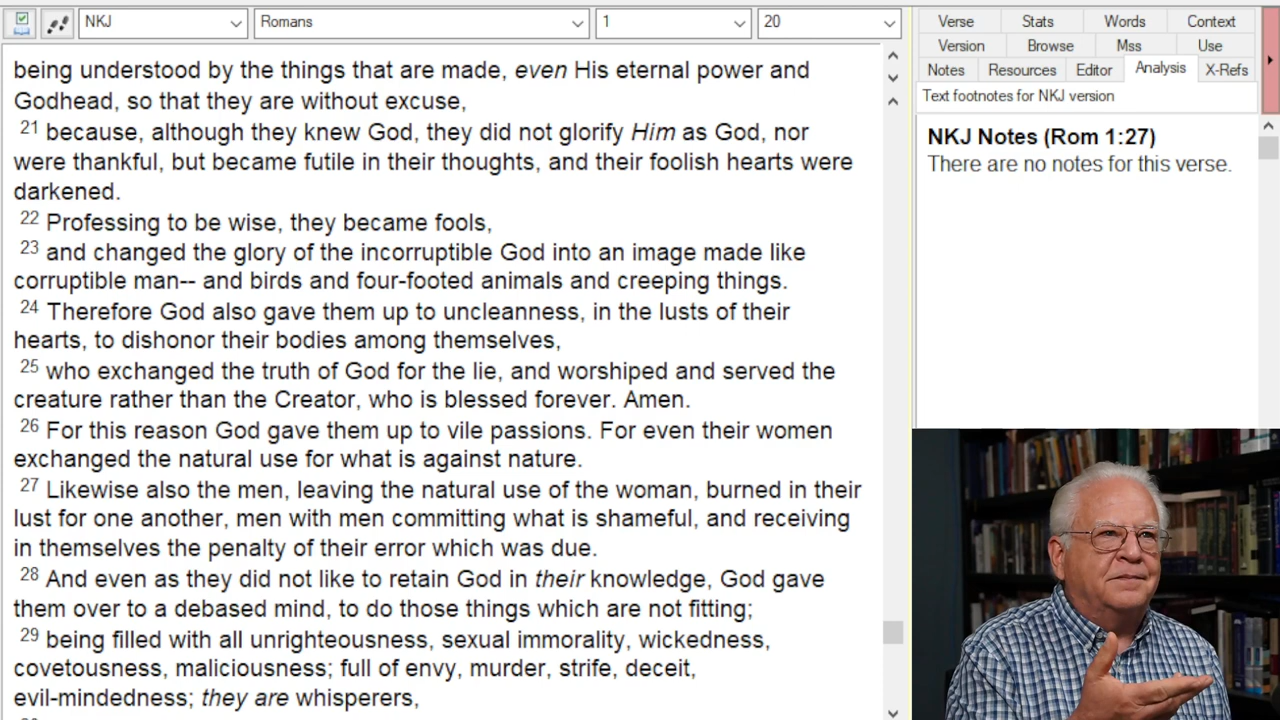 NKJ
Romans
1
20
being understood by the things that are made, even His eternal power and
Godhead, so that they are without excuse,
21 because, although they knew God, they did not glorify Him as God, nor
were thankful, but became futile in their thoughts, and their foolish hearts were
darkened.
22 Professing to be wise, they became fools,
23 and changed the glory of the incorruptible God into an image made like
corruptible man-- and birds and four-footed animals and creeping things.
24 Therefore God also gave them up to uncleanness, in the lusts of their
hearts, to dishonor their bodies among themselves,
25 who exchanged the truth of God for the lie, and worshiped and served the
creature rather than the Creator, who is blessed forever. Amen.
26 For this reason God gave them up to vile passions. For even their women
exchanged the natural use for what is against nature.
27 Likewise also the men, leaving the natural use of the woman, burned in their
lust for one another, men with men committing what is shameful, and receiving
in themselves the penalty of their error which was due.
28 And even as they did not like to retain God in their knowledge, God gave
them over to a debased mind, to do those things which are not fitting;
29 being filled with all unrighteousness, sexual immorality, wickedness,
covetousness, maliciousness; full of envy, murder, strife, deceit,
evil-mindedness; they are whisperers,
Verse Stats Words Context
Version Browse Mss Use
Notes Resources Editor Analysis X-Refs
Text footnotes for NKJ version
NKJ Notes (Rom 1:27)
There are no notes for this verse.